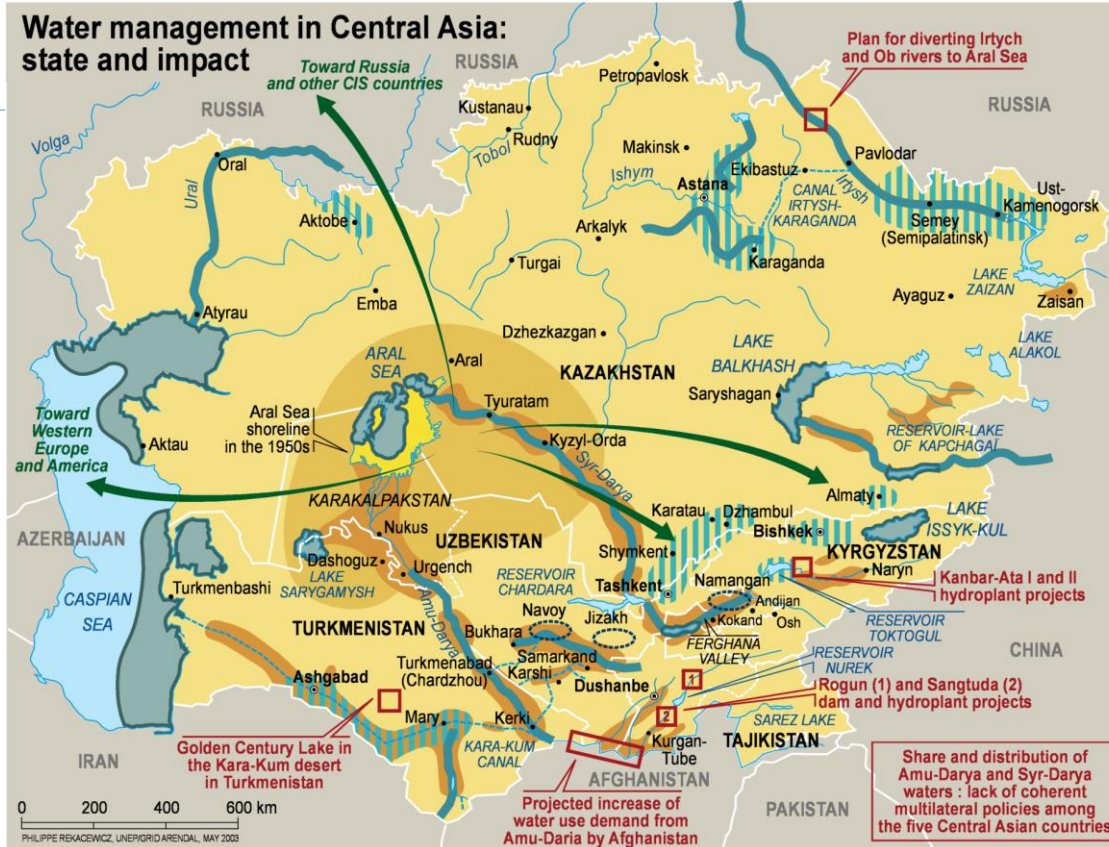 Water management in Central Asia:
state and impact
Toward Russia
and other CIS countries
RUSSIA
RUSSIA
RUSSIA
Plan for diverting Irtych
and Ob rivers to Aral Sea
Volga
Oral
Ural
Petropavlosk
Kustanau
Rudny
Tobol
Makinsk
Ishym
Astana
Ekibastuz
Pavlodar
Irtysh
CANAL
IRTYSH-
KARAGANDA
Ust-
Kamenogorsk
Semey
(Semipalatinsk)
Aktobe
Arkalyk
Karaganda
Turgai
LAKE
ZAIZAN
Zaisan
Ayaguz
Emba
Atyrau
Dzhezkazgan
LAKE
ALAKOL
Aral
ARAL
SEA
KAZAKHSTAN
LAKE
BALKHASH
Saryshagan
Toward
Western
Europe
and America
Aktau
Aral Sea
shoreline
in the 1950s
Tyuratam
Kyzyl-Orda
Syr-Darya
RESERVOIR-LAKE
OF KAPCHAGAÏ
KARAKALPAKSTAN
Almaty
Karatau
Dzhambul
Bishkek
LAKE
ISSYK-KUL
AZERBAIJAN
Nukus
UZBEKISTAN
Shymkent
KYRGYZSTAN
Dashoguz
Urgench
LAKE
SARYGAMYSH
RESERVOIR
CHARDARA
Tashkent
Namangan
Naryn
Kanbar-Ata I and II
hydroplant projects
CASPIAN
SEA
Turkmenbashi
Amu-Darya
Navoy
Jizakh
Andijan
Kokand
Osh
RESERVOIR
TOKTOGUL
CHINA
TURKMENISTAN
Bukhara
FERGHANA
VALLEY
Samarkand
RESERVOIR
NUREK
Turkmenabad
(Chardzhou)
Karshi
Dushanbe
1
Rogun (1) and Sangtuda (2)
dam and hydroplant projects
Ashgabad
2
SAREZ LAKE
Mary
Kerki
Kurgan-
Tube
TAJIKISTAN
IRAN
Golden Century Lake in
the Kara-Kum desert
in Turkmenistan
KARA-KUM
CANAL
AFGHANISTAN
PAKISTAN
Projected increase of
water use demand from
Amu-Daria by Afghanistan
Share and distribution of
Amu-Darya and Syr-Darya
waters : lack of coherent
multilateral policies among
the five Central Asian countries
0 200 400 600 km
PHILIPPE REKACEWICZ, UNEP/GRID ARENDAL, MAY 2003